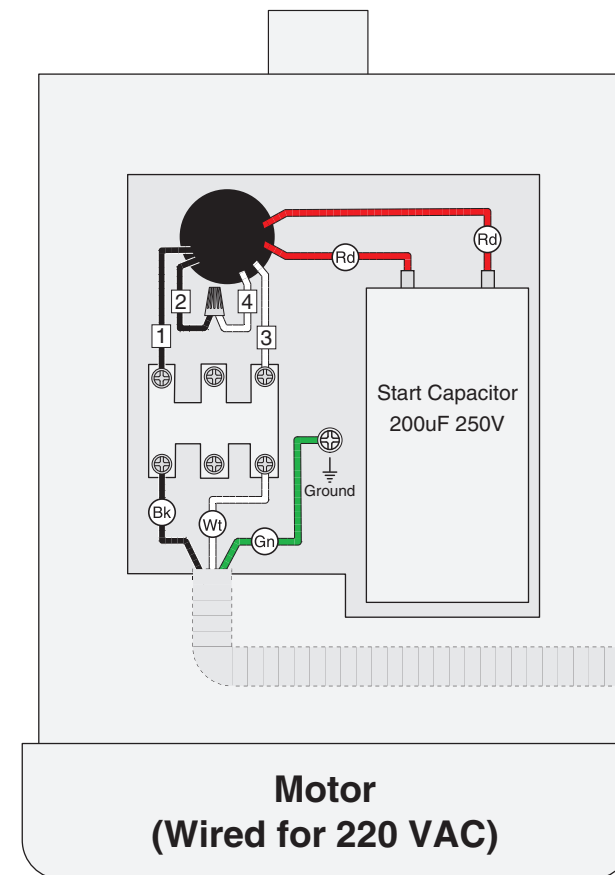 Rd
Rd
2
4
1
3
Start Capacitor
200uF 250V
Ground
Bk
Wt
Gn
Motor
(Wired for 220 VAC)